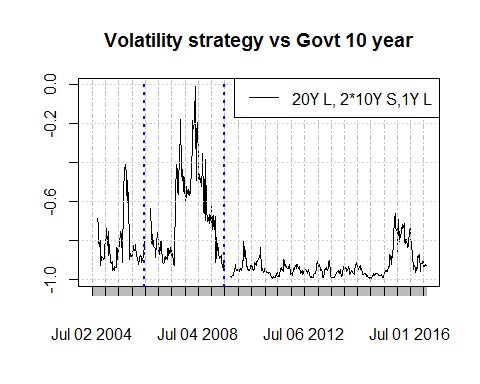 Volatility strategy vs Govt 10 year
20Y L, 2*10Y S,1Y L
0.0
-0.2
-0.6
-1.0
Jul 02 2004 Jul 04 2008 Jul 06 2012 Jul 01 2016